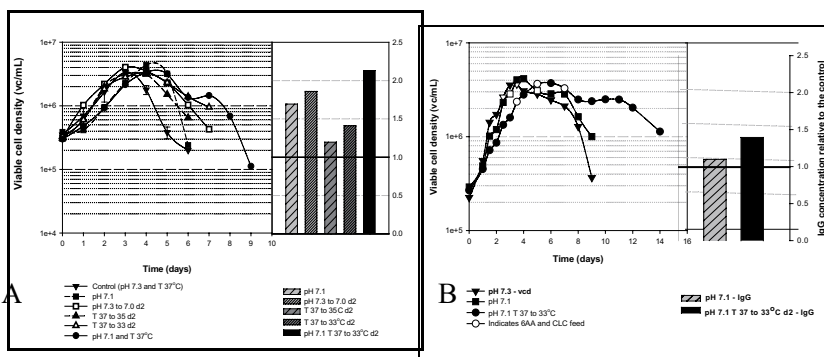 Viable cell density (vc/mL)
1e+7
1e+6
1e+5
1e+4
0 1 2 3 4 5 6 7 8 9 10
2.5
2.0
1.5
1.0
0.5
0.0
Time (days)
A
Control (pH 7.3 and T 37°C)
pH 7.1
pH 7.3 to 7.0 d2
T 37 to 35 d2
T 37 to 33 d2
pH 7.1 and T 37°C
pH 7.1
pH 7.3 to 7.0 d2
T 37 to 35C d2
T 37 to 33°C d2
pH 7.1 T 37 to 33°C d2
Viable cell density (vc/mL)
1e+7
1e+6
1e+5
0 2 4 6 8 10 12 14 16
2.5
2.0
1.5
1.0
0.5
0.0
IgG concentration relative to the control
Time (days)
B
pH 7.3 - vcd
pH 7.1
pH 7.1 T 37 to 33°C
Indicates 6AA and CLC feed
pH 7.1 - IgG
pH 7.1 T 37 to 33°C d2 - IgG